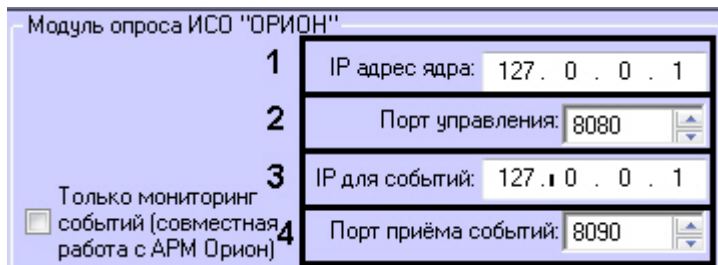 Модуль опроса ИСО "ОРИОН"
1 IP адрес ядра: 127. 0 . 0 . 1
2 Порт управления: 8080
3 IP для событий: 127. 0 . 0 . 1
Только мониторинг
событий (совместная
работа с АРМ Орион)
4 Порт приёма событий: 8090